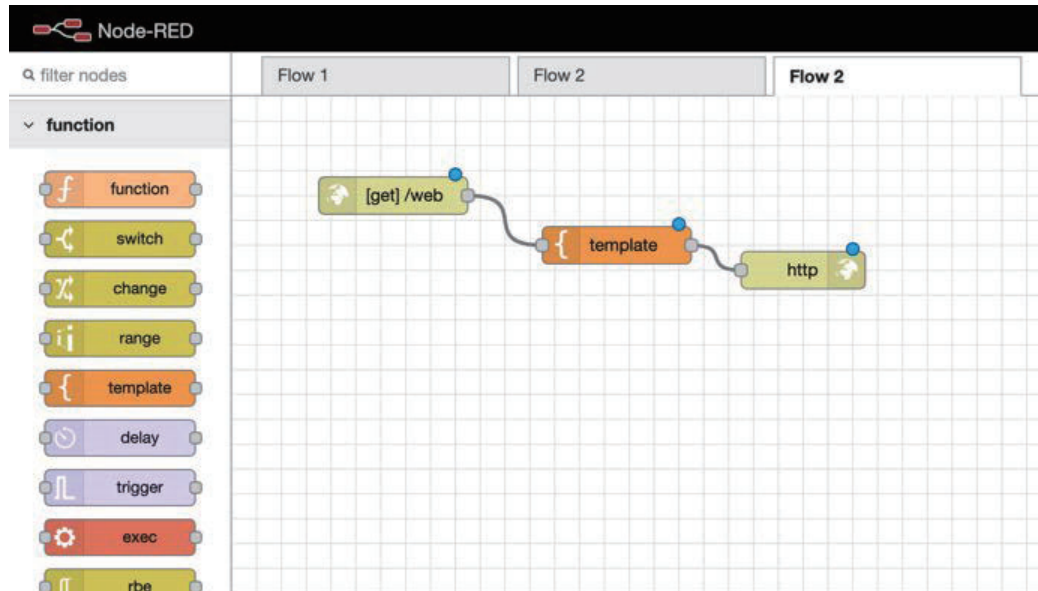 Node-RED
filter nodes
Flow 1
Flow 2
Flow 2
function
function
switch
change
range
template
delay
trigger
exec
rbe
[get] /web
template
http